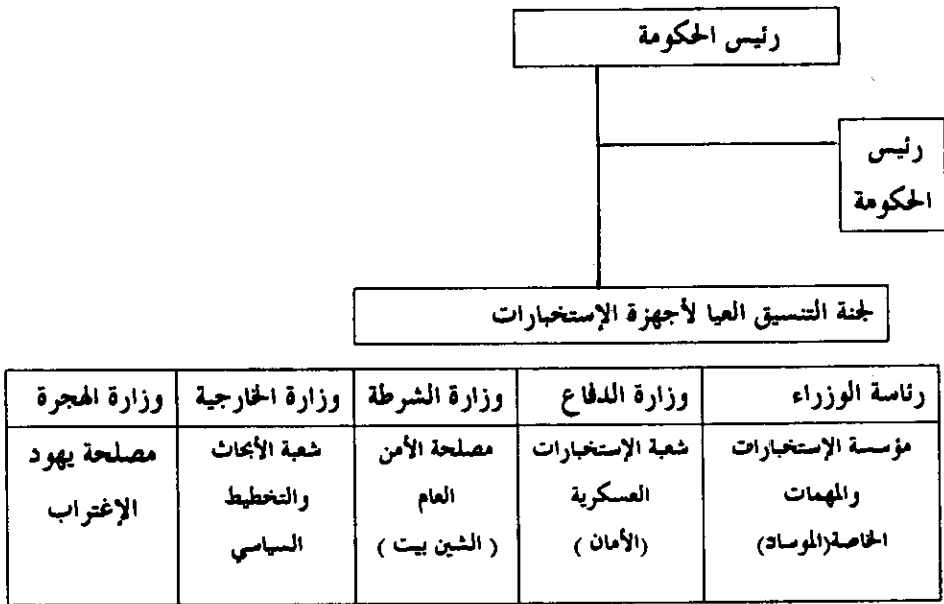 رئيس الحكومة
رئيس
الحكومة
لجنة التنسيق العيا لأجهزة الإستخبارات
رئاسة الوزراء
وزارة الدفاع
وزارة الشرطة
وزارة الخارجية
وزارة الهجرة
مؤسسة الإستخبارات
والمهمات
الخاصة(الموساد)
شعبة الإستخبارات
العسكرية
(الأمان )
مصلحة الأمن
العام
( الشين بيت )
شعبة الأبحاث
والتخطيط
السياسي
مصلحة يهود
الإغتراب